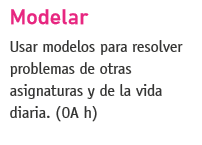 Modelar
Usar modelos para resolver
problemas de otras
asignaturas y de la vida
diaria. (OA h)